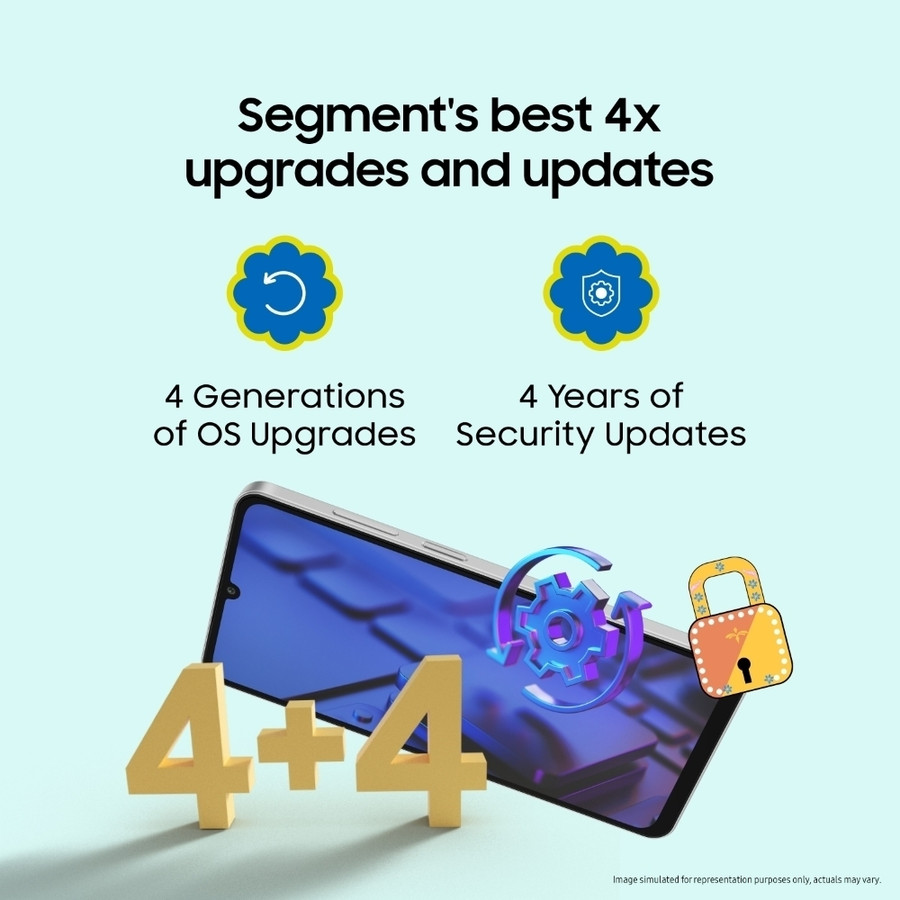 Segment's best 4x
upgrades and updates
4 Generations
of OS Upgrades
4 Years of
Security Updates
4+4
Image simulated for representation purposes only, actuals may vary.